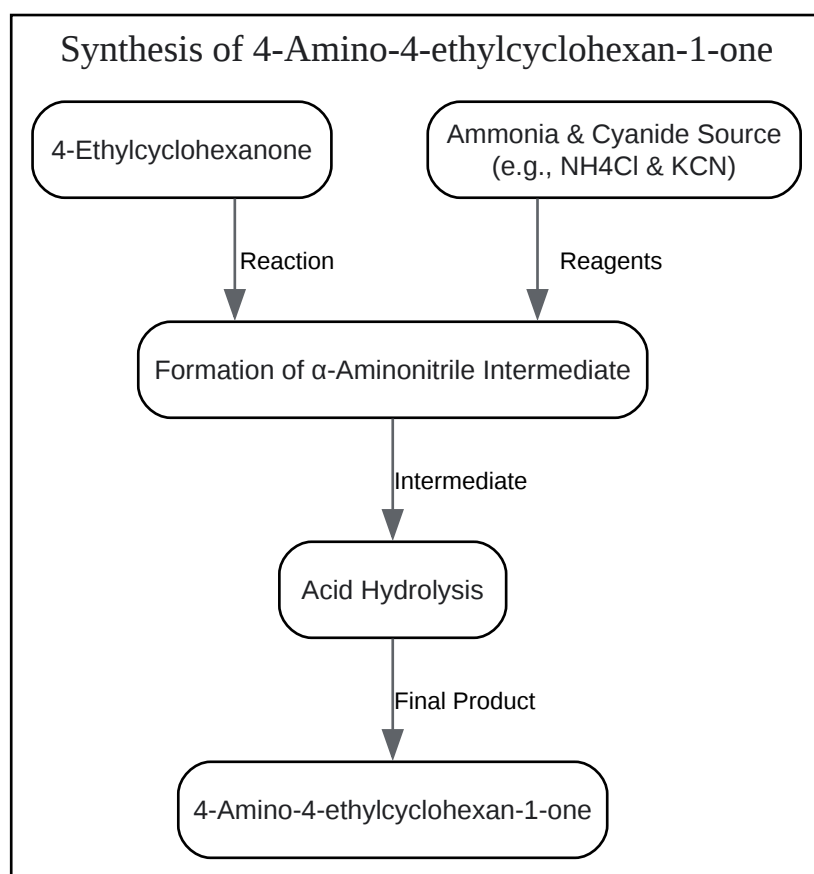 Synthesis of 4-Amino-4-ethylcyclohexan-1-one
4-Ethylcyclohexanone
Ammonia & Cyanide Source
(e.g., NH4Cl & KCN)
Reaction
Reagents
Formation of α-Aminonitrile Intermediate
Intermediate
Acid Hydrolysis
Final Product
4-Amino-4-ethylcyclohexan-1-one